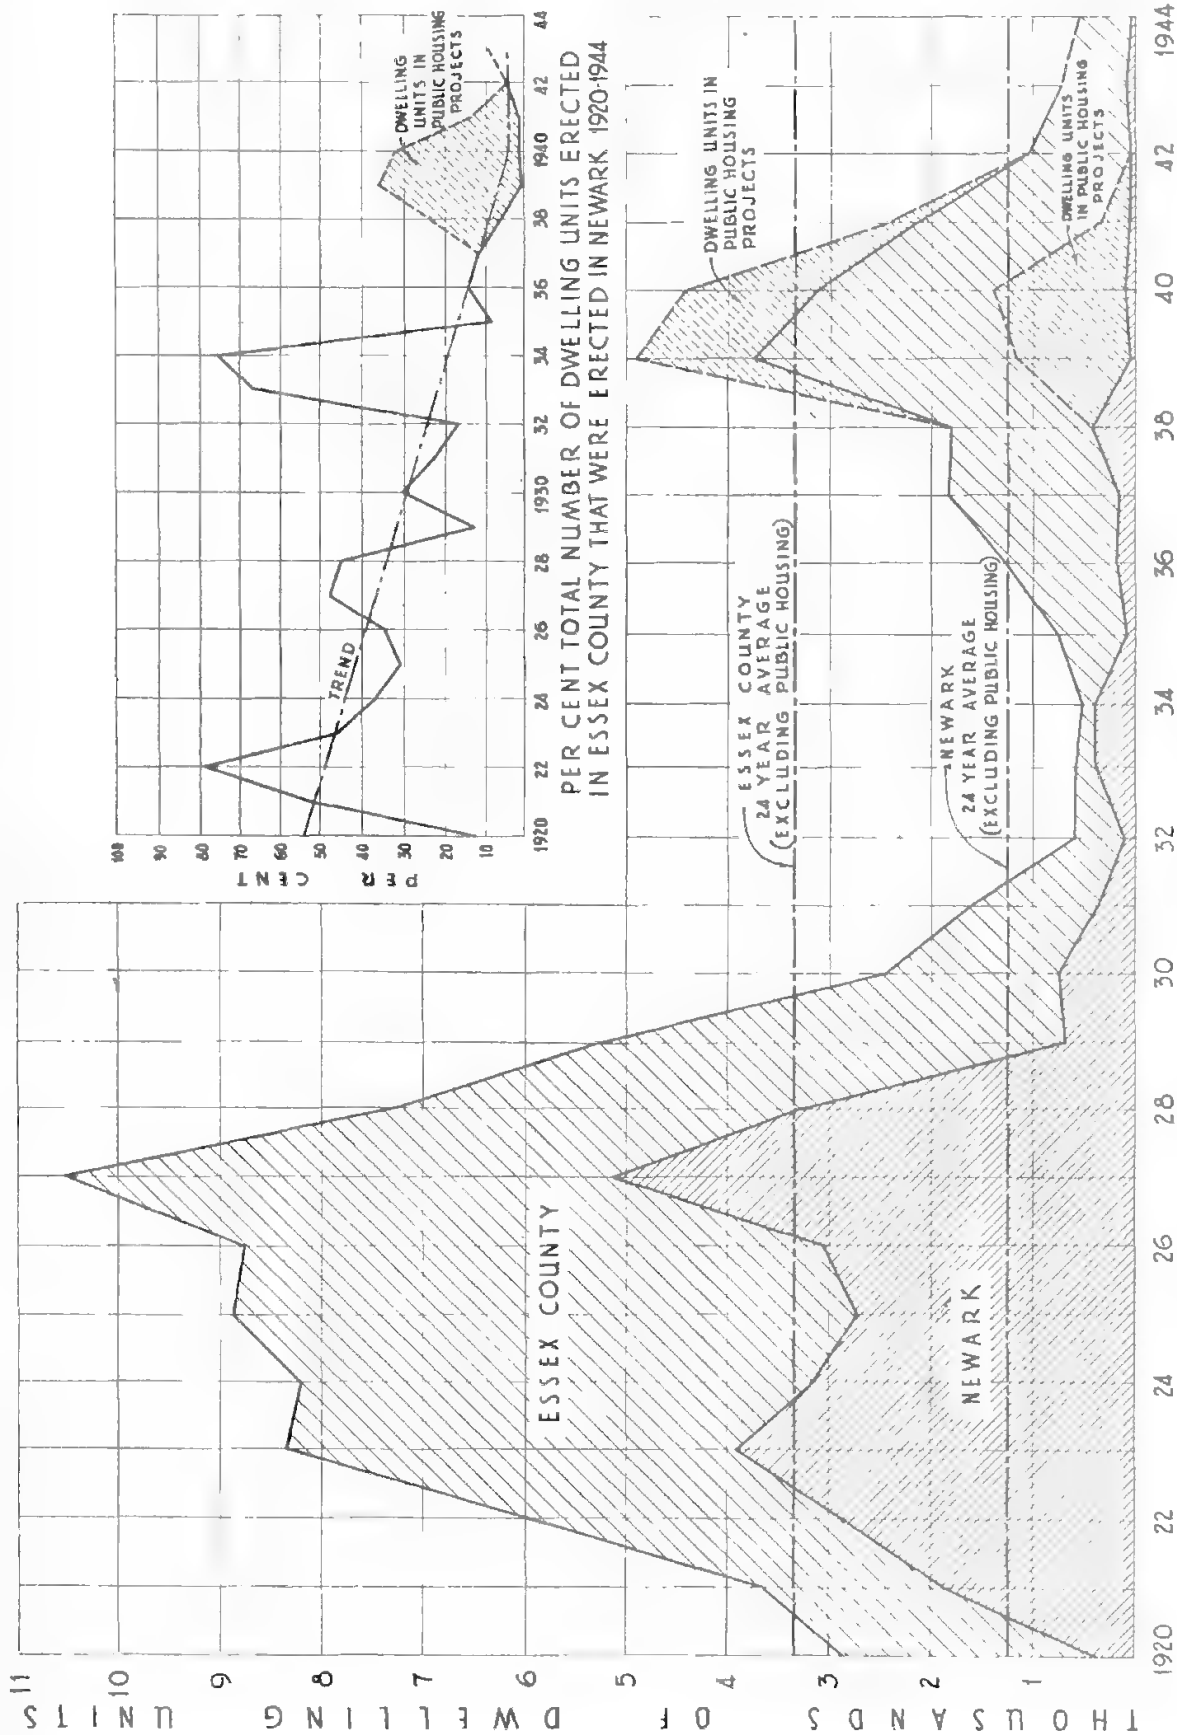 THOUSANDS OF DWELLING UNITS
11
10
9
8
7
6
5
4
3
2
1
1920
22
24
26
28
30
32
34
36
38
40
42
1944
ESSEX COUNTY
NEWARK
ESSEX COUNTY
24 YEAR AVERAGE
(EXCLUDING PUBLIC HOUSING)
NEWARK
24 YEAR AVERAGE
(EXCLUDING PUBLIC HOUSING)
DWELLING UNITS IN
PUBLIC HOUSING
PROJECTS
DWELLING UNITS
IN PUBLIC HOUSING
PROJECTS
PER CENT
100
90
80
70
60
50
40
30
20
10
1920
22
24
26
28
1930
32
34
36
38
1940
42
44
TREND
DWELLING
UNITS IN
PUBLIC HOUSING
PROJECTS
PER CENT TOTAL NUMBER OF DWELLING UNITS ERECTED
IN ESSEX COUNTY THAT WERE ERECTED IN NEWARK 1920-1944